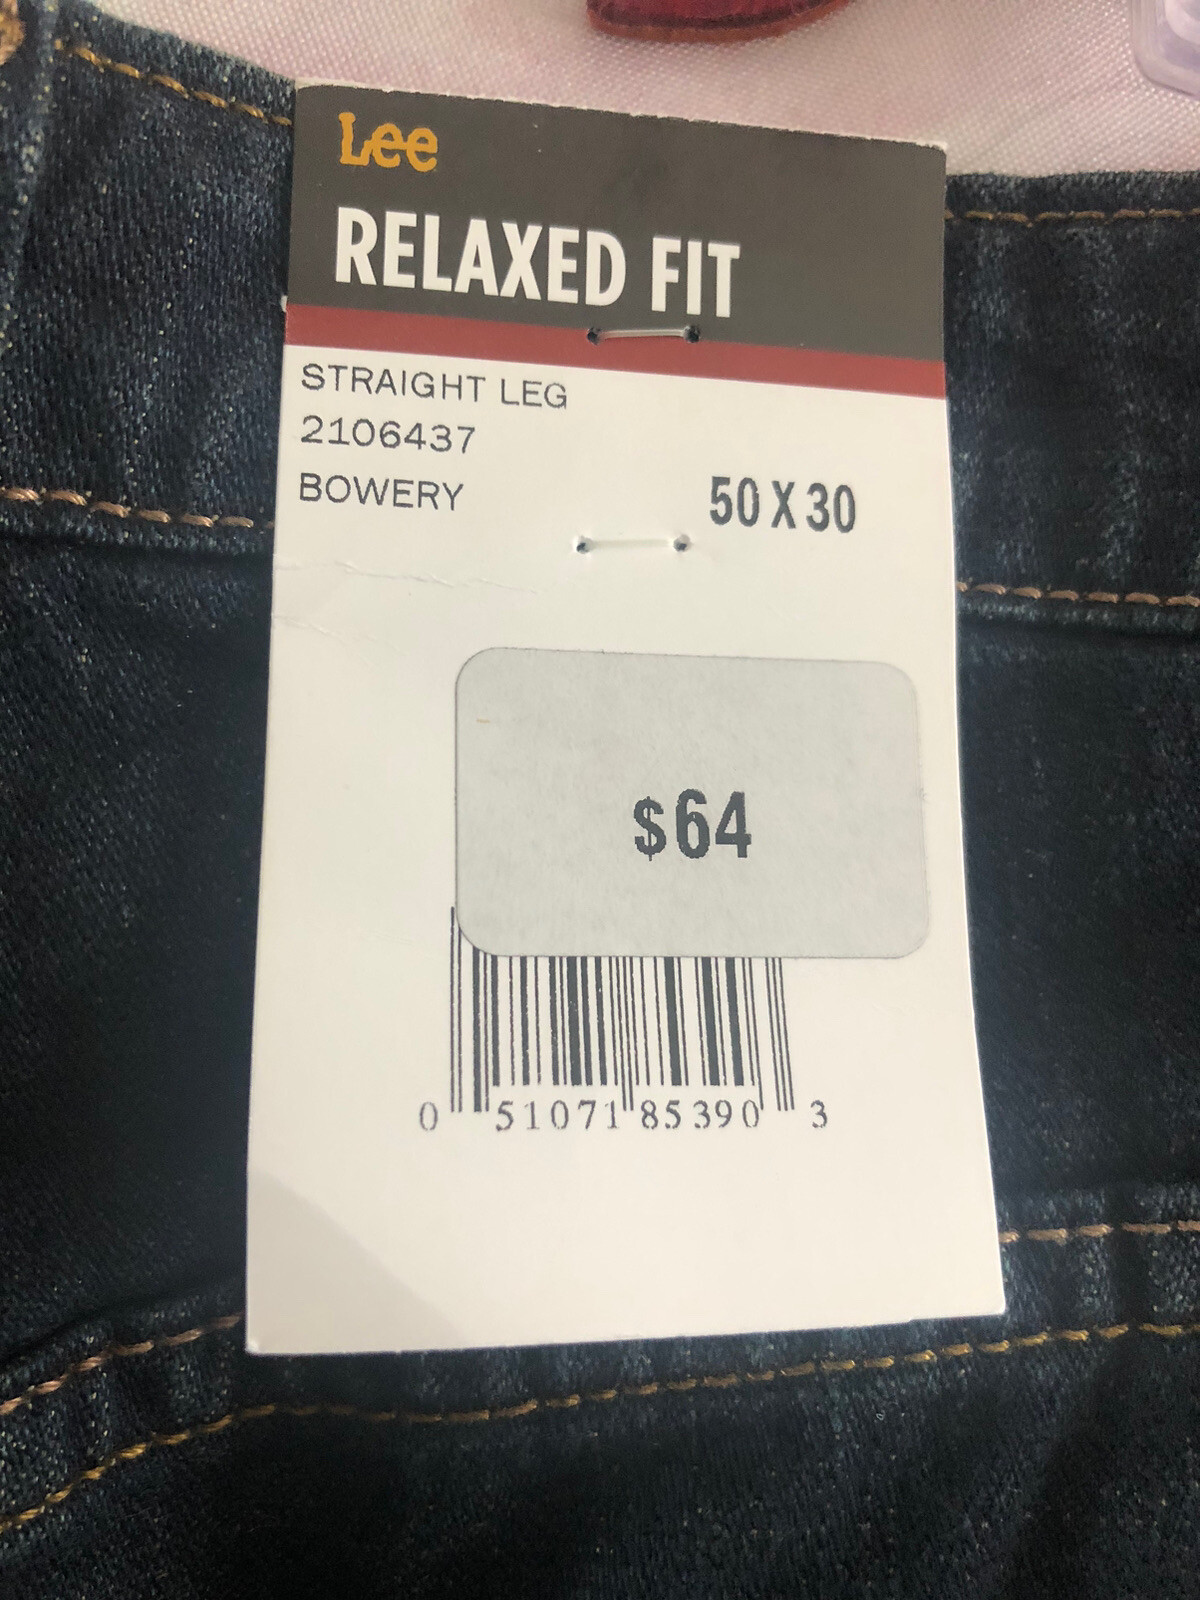 Lee
RELAXED FIT
STRAIGHT LEG
2106437
BOWERY
50 X 30
$64
0 51071 85390 3